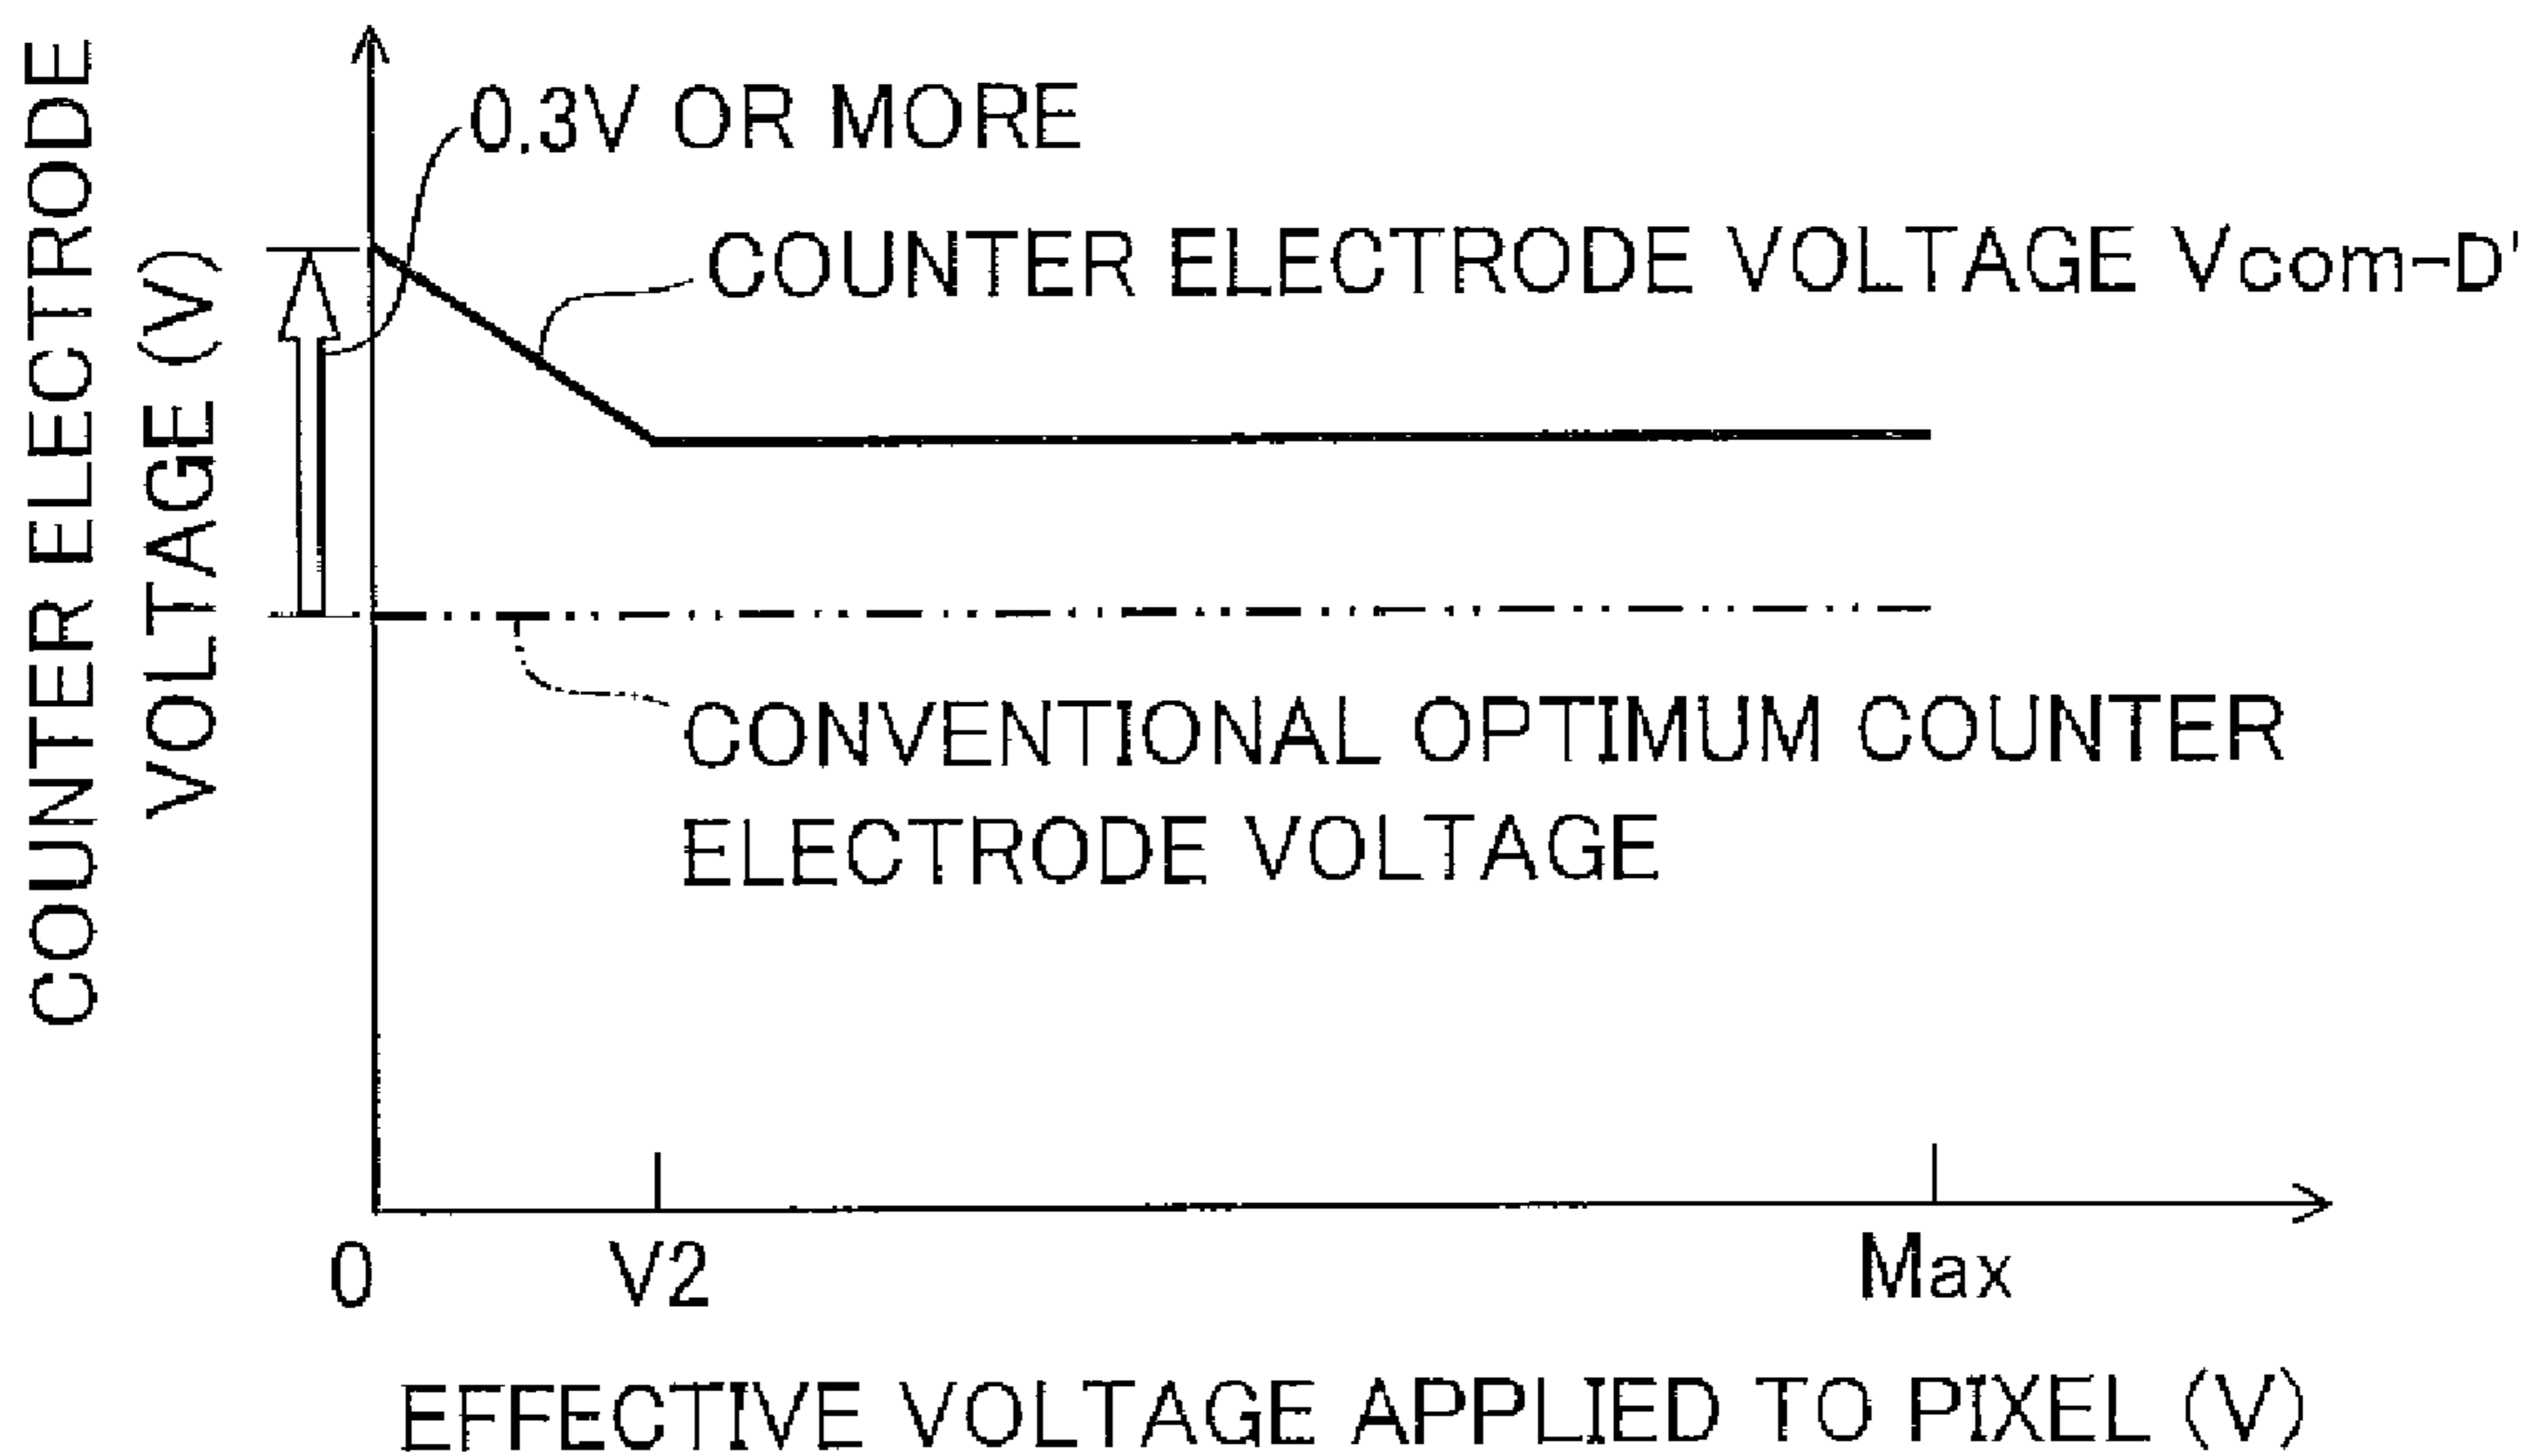 COUNTER ELECTRODE
VOLTAGE (V)
0.3V OR MORE
COUNTER ELECTRODE VOLTAGE Vcom-D'
CONVENTIONAL OPTIMUM COUNTER
ELECTRODE VOLTAGE
0
V2
Max
EFFECTIVE VOLTAGE APPLIED TO PIXEL (V)